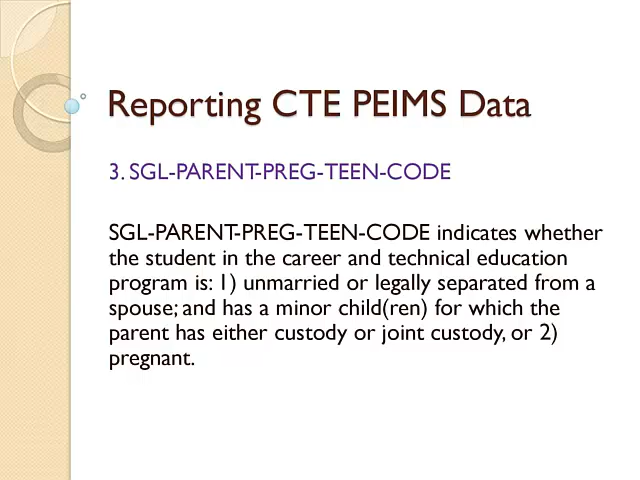 Reporting CTE PEIMS Data
3. SGL-PARENT-PREG-TEEN-CODE
SGL-PARENT-PREG-TEEN-CODE indicates whether
the student in the career and technical education
program is: 1) unmarried or legally separated from a
spouse; and has a minor child(ren) for which the
parent has either custody or joint custody, or 2)
pregnant.